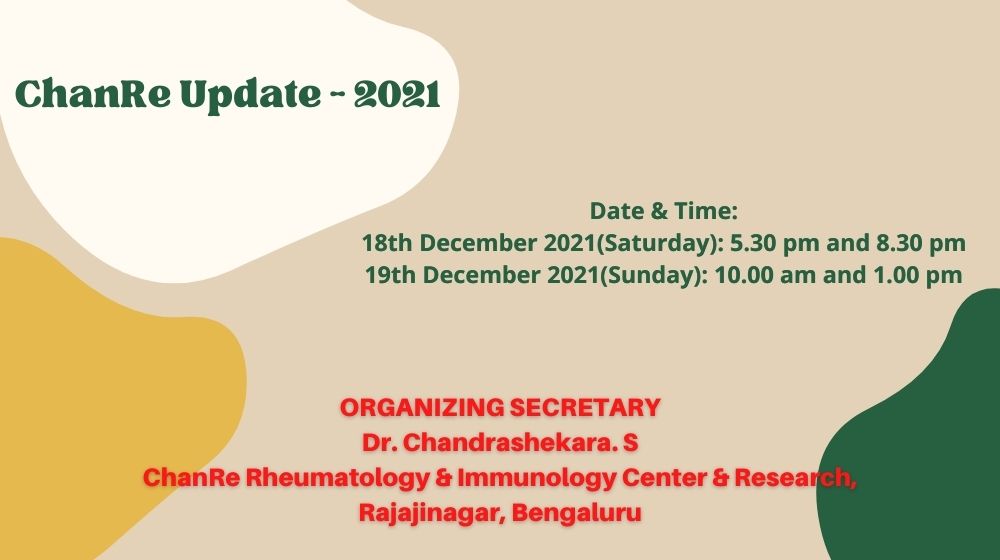 ChanRe Update - 2021
Date & Time:
18th December 2021(Saturday): 5.30 pm and 8.30 pm
19th December 2021(Sunday): 10.00 am and 1.00 pm
ORGANIZING SECRETARY
Dr. Chandrashekara. S
ChanRe Rheumatology & Immunology Center & Research,
Rajajinagar, Bengaluru